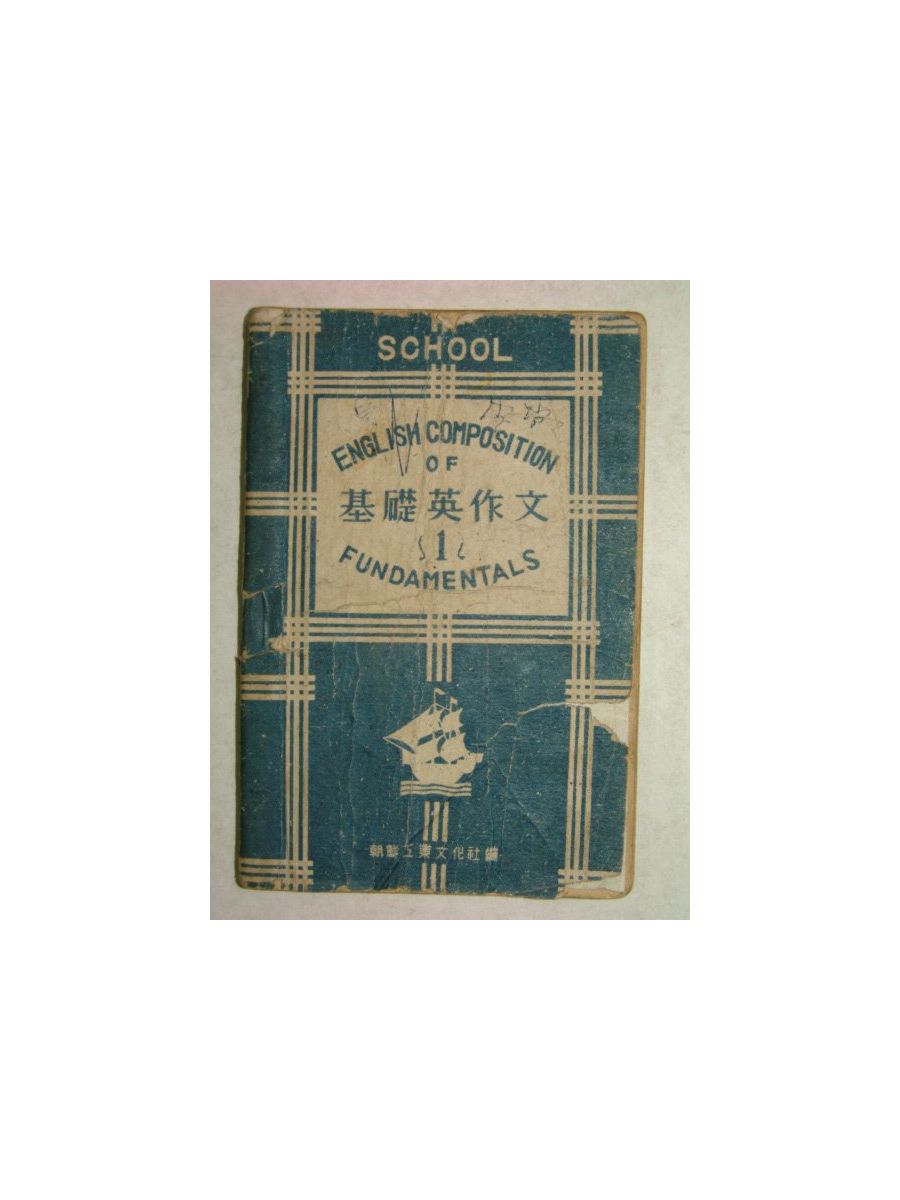 SCHOOL
ENGLISH COMPOSITION
OF
基礎英作文
1
FUNDAMENTALS
朝鮮工業文化社編